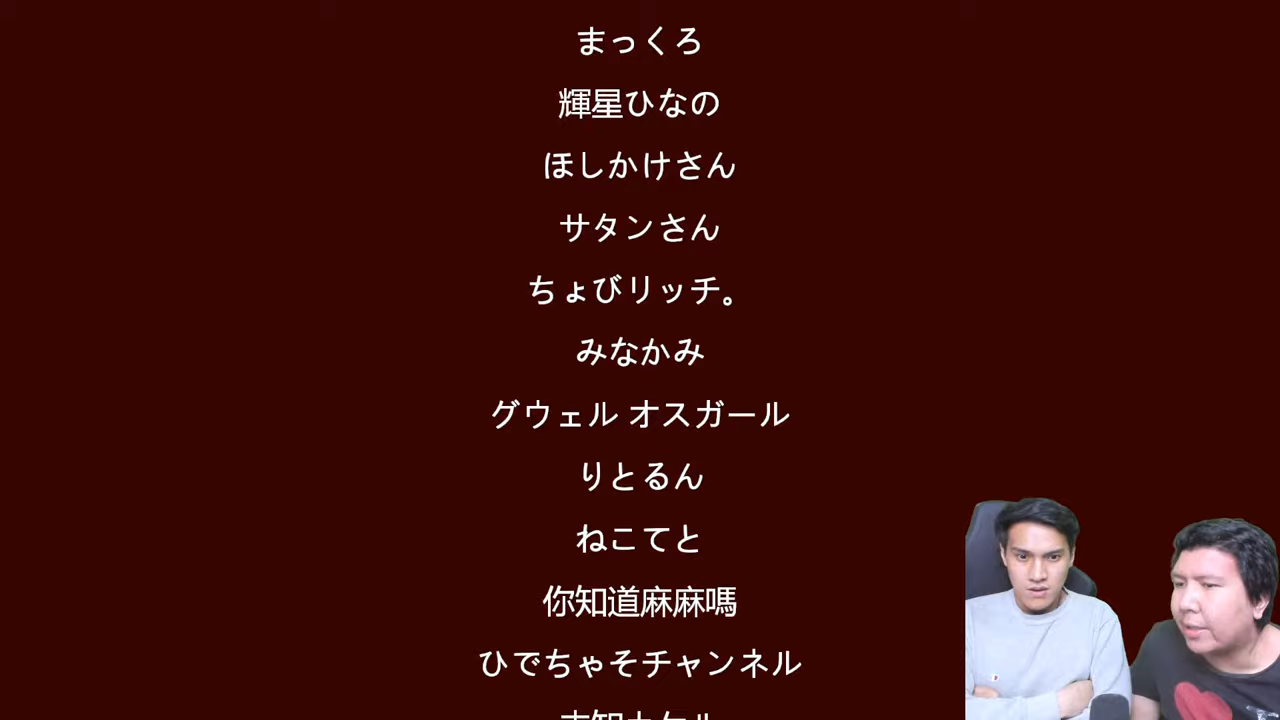 まっくろ
輝星ひなの
ほしかけさん
サタンさん
ちょびリッチ。
みなかみ
グウェル オスガール
りとるん
ねこてと
你知道麻麻嗎
ひでちゃそチャンネル